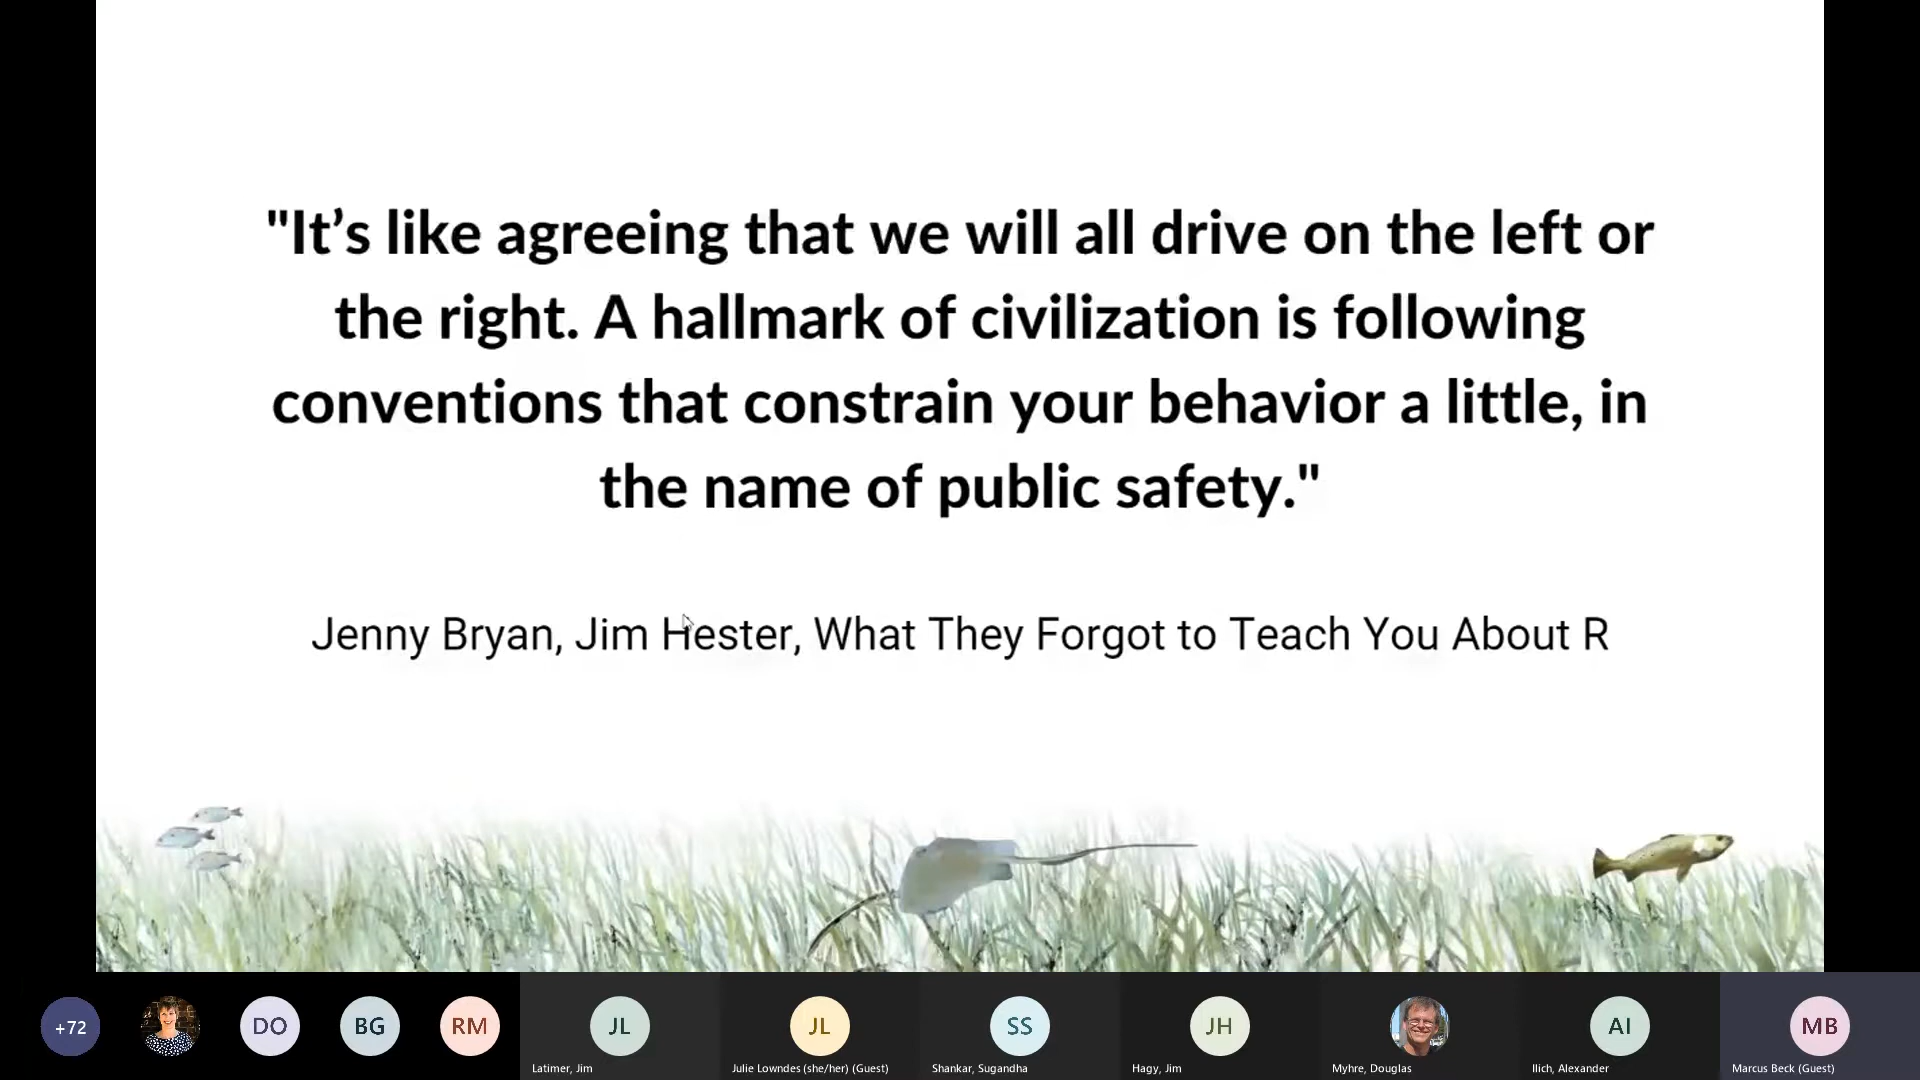 "It’s like agreeing that we will all drive on the left or
the right. A hallmark of civilization is following
conventions that constrain your behavior a little, in
the name of public safety."
Jenny Bryan, Jim Hester, What They Forgot to Teach You About R
+72
DO
BG
RM
JL
JL
SS
JH
AI
MB
Latimer, Jim
Julie Lowndes (she/her) (Guest)
Shankar, Sugandha
Hagy, Jim
Myhre, Douglas
Ilich, Alexander
Marcus Beck (Guest)